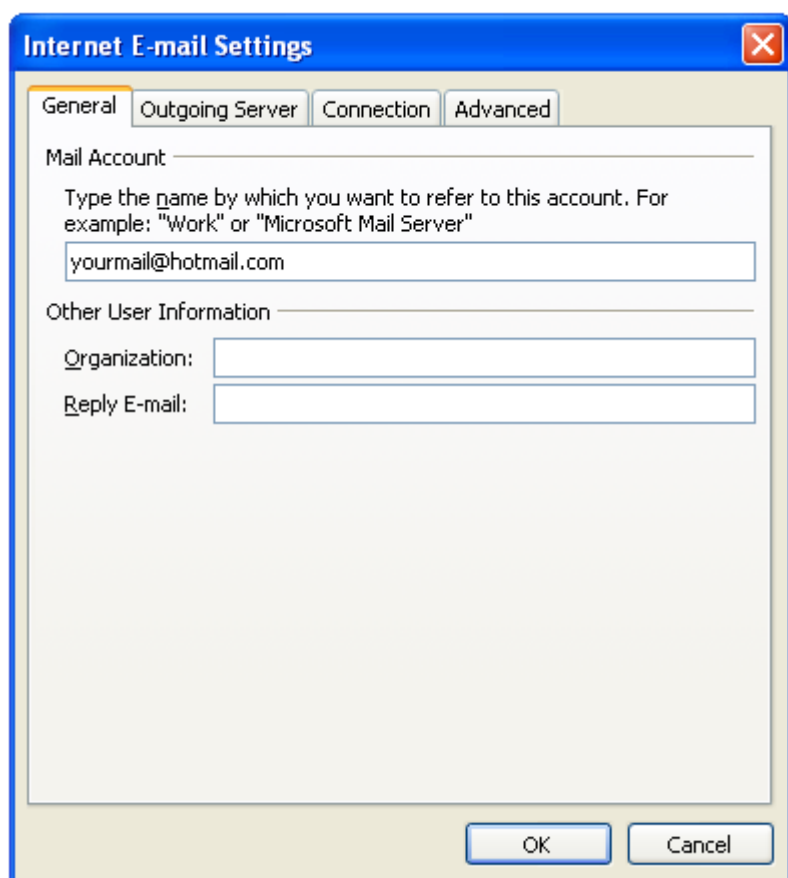 Internet E-mail Settings
General Outgoing Server Connection Advanced
Mail Account
Type the name by which you want to refer to this account. For
example: "Work" or "Microsoft Mail Server"
yourmail@hotmail.com
Other User Information
Organization:
Reply E-mail:
OK Cancel